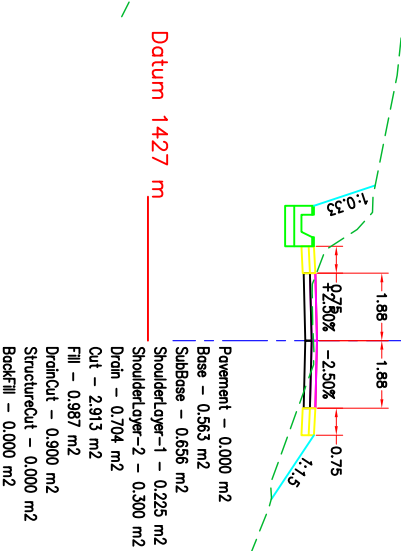 Datum 1427 m
1:0.33
0.75
+2.50%
-2.50%
1.88
1.88
0.75
1:1.5
Pavement - 0.000 m2
Base - 0.563 m2
SubBase - 0.656 m2
ShoulderLayer-1 - 0.225 m2
ShoulderLayer-2 - 0.300 m2
Drain - 0.704 m2
Cut - 2.913 m2
Fill - 0.987 m2
DrainCut - 0.900 m2
StructureCut - 0.000 m2
BackFill - 0.000 m2